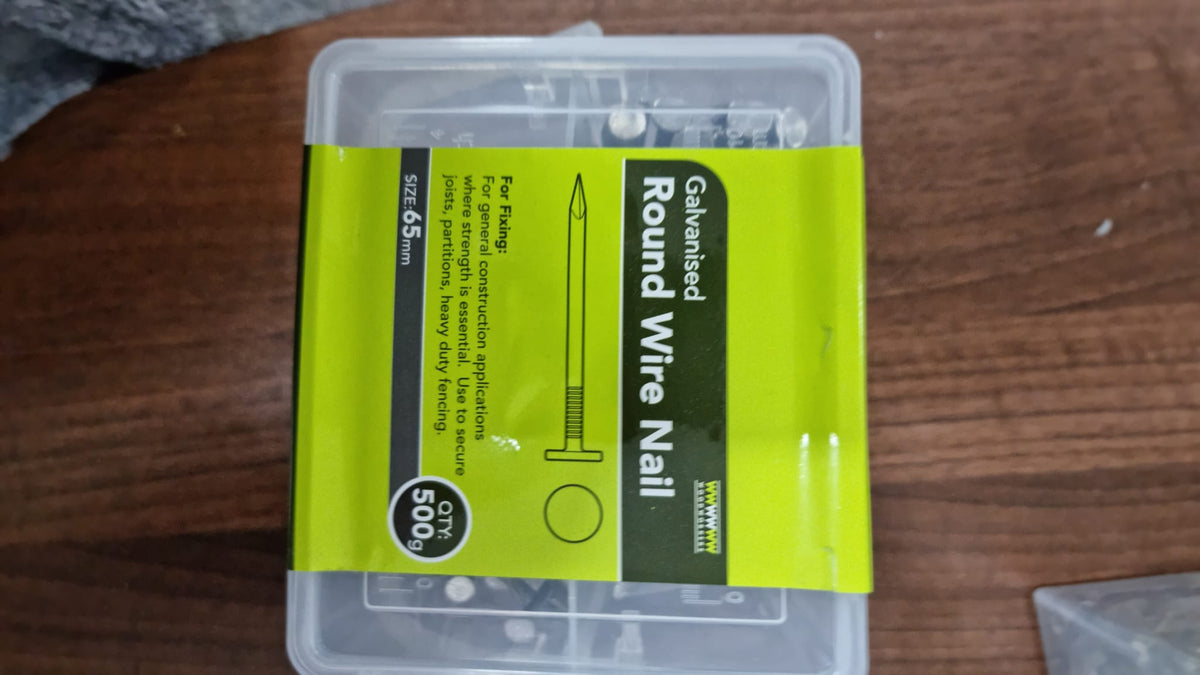 Galvanised
Round Wire Nail
For Fixing:
For general construction applications
where strength is essential. Use to secure
joists, partitions, heavy duty fencing.
SIZE:65mm
QTY:
500g